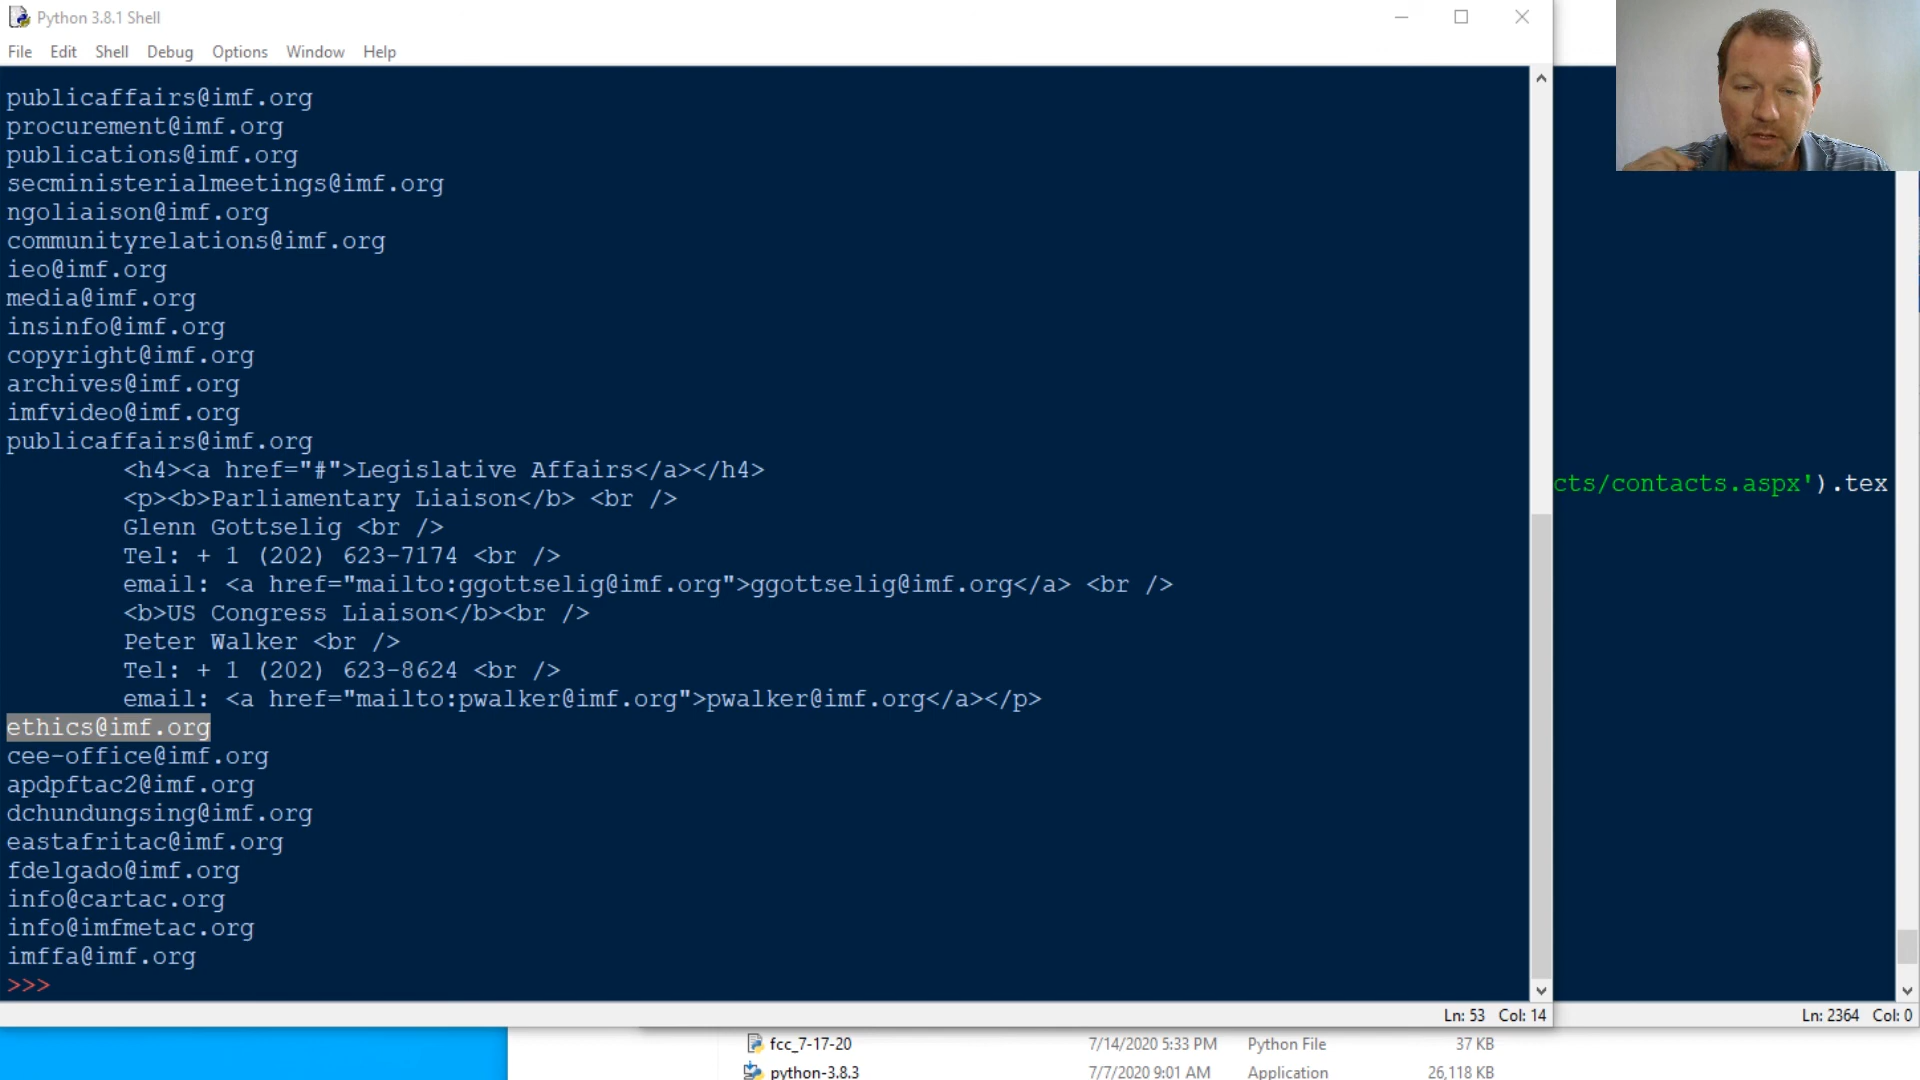 Python 3.8.1 Shell
File Edit Shell Debug Options Window Help
publicaffairs@imf.org
procurement@imf.org
publications@imf.org
secministerialmeetings@imf.org
ngoliaison@imf.org
communityrelations@imf.org
ieo@imf.org
media@imf.org
insinfo@imf.org
copyright@imf.org
archives@imf.org
imfvideo@imf.org
publicaffairs@imf.org
<h4><a href="#">Legislative Affairs</a></h4>
<p><b>Parliamentary Liaison</b> <br />
Glenn Gottselig <br />
Tel: + 1 (202) 623-7174 <br />
email: <a href="mailto:ggottselig@imf.org">ggottselig@imf.org</a> <br />
<b>US Congress Liaison</b><br />
Peter Walker <br />
Tel: + 1 (202) 623-8624 <br />
email: <a href="mailto:pwalker@imf.org">pwalker@imf.org</a></p>
ethics@imf.org
cee-office@imf.org
apdpftac2@imf.org
dchundungsing@imf.org
eastafritac@imf.org
fdelgado@imf.org
info@cartac.org
info@imfmetac.org
imffa@imf.org
>>>
Ln: 53 Col: 14
cts/contacts.aspx').tex
Ln: 2364 Col: 0
fcc_7-17-20 7/14/2020 5:33 PM Python File 37 KB
python-3.8.3 7/7/2020 9:01 AM Application 26,118 KB